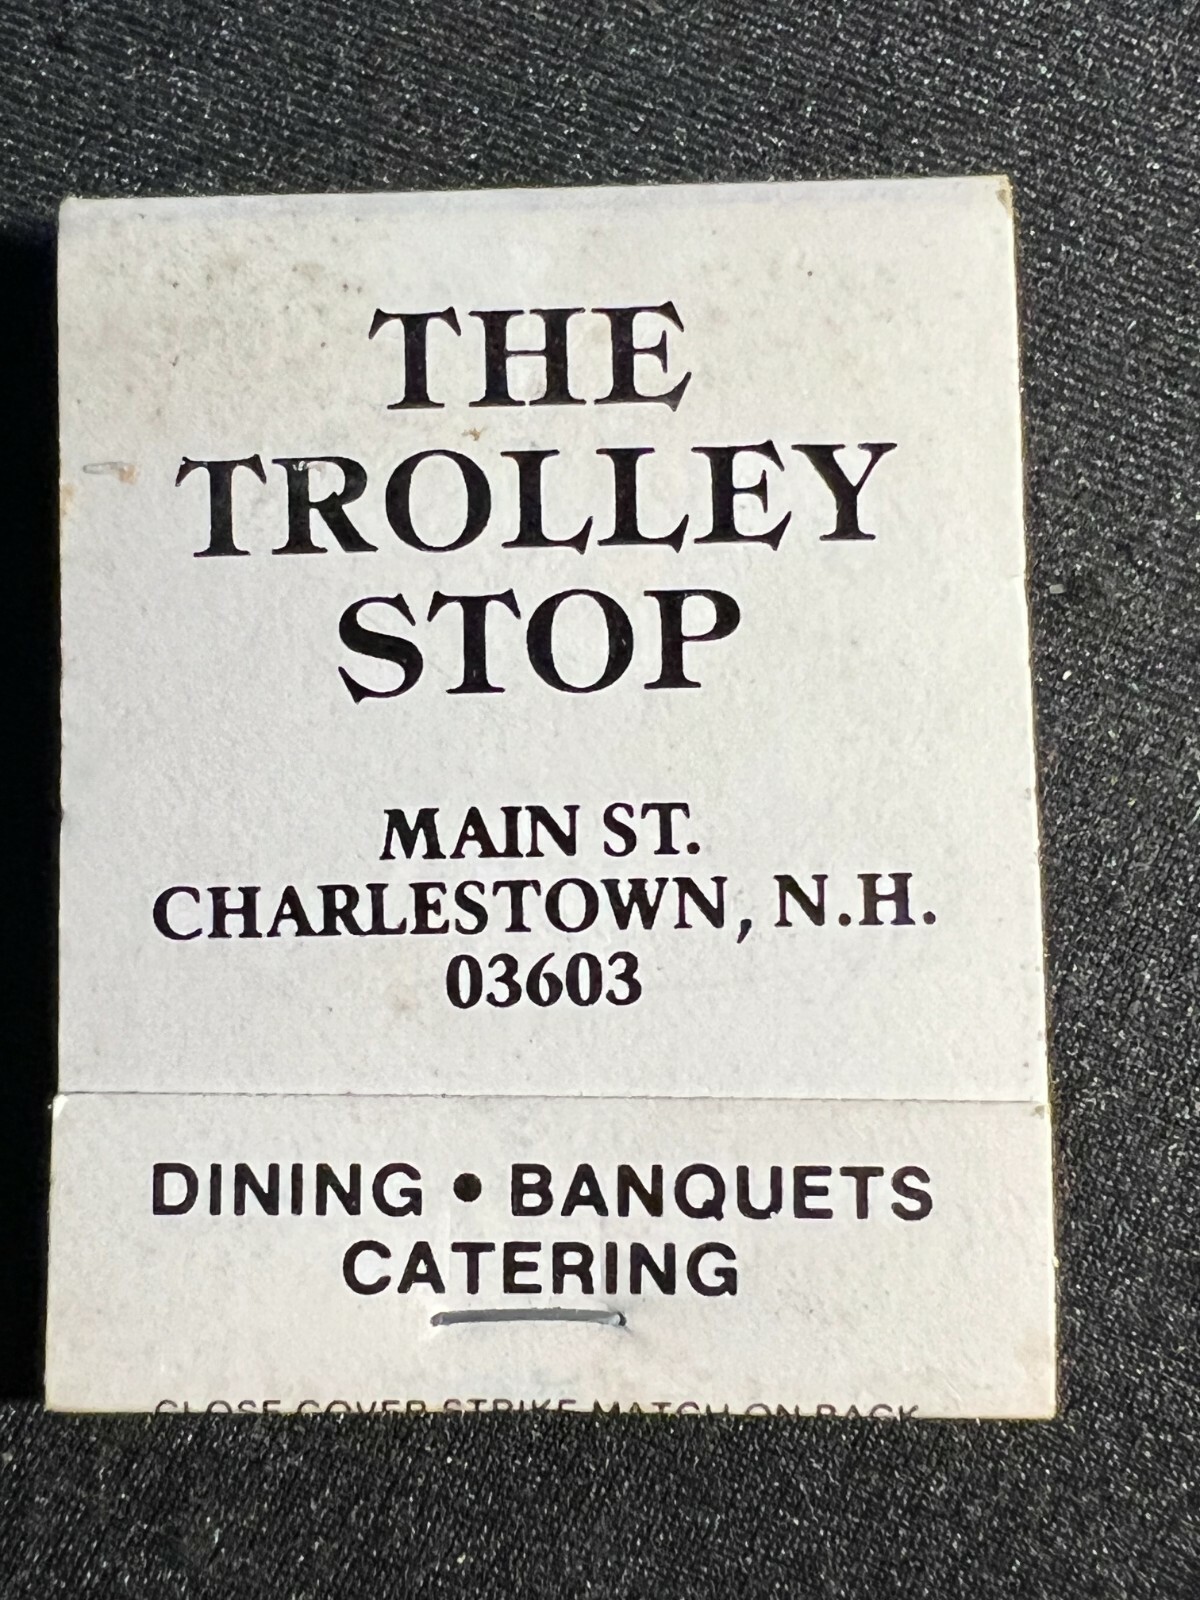 THE
TROLLEY
STOP
MAIN ST.
CHARLESTOWN, N.H.
03603
DINING • BANQUETS
CATERING
CLOSE COVER STRIKE MATCH ON BACK